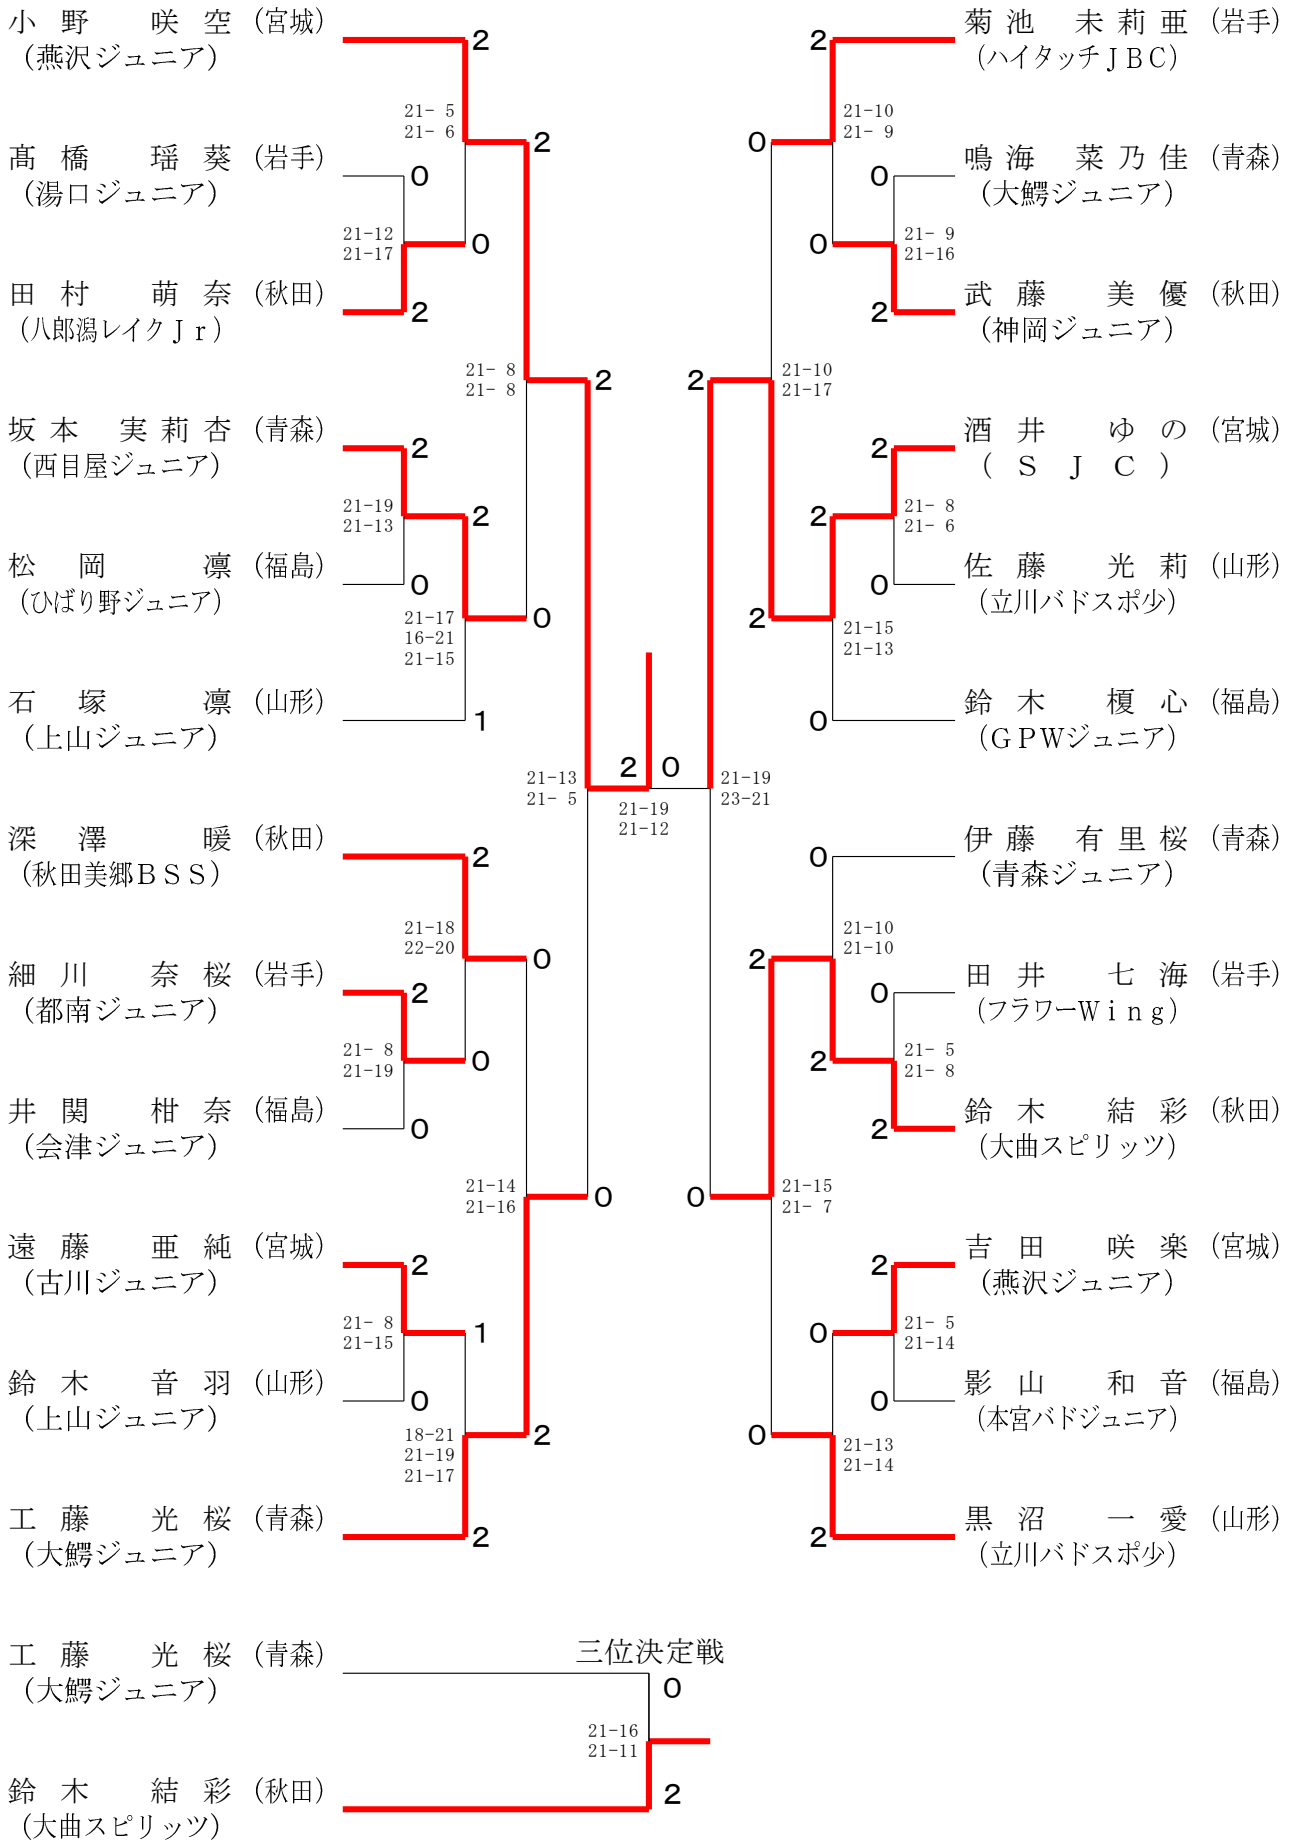 小野 咲空 (宮城)
(燕沢ジュニア)
2
21- 5
21- 6
2
髙橋 瑶葵 (岩手)
(湯口ジュニア)
0
21-12
21-17
0
田村 萌奈 (秋田)
(八郎潟レイクJr)
2
21- 8
21- 8
2
坂本 実莉杏 (青森)
(西目屋ジュニア)
2
21-19
21-13
2
松岡 凛 (福島)
(ひばり野ジュニア)
0
21-17
16-21
21-15
0
石塚 凛 (山形)
(上山ジュニア)
1
21-13
21- 5
深澤 暖 (秋田)
(秋田美郷BSS)
2
21-18
22-20
0
細川 奈桜 (岩手)
(都南ジュニア)
2
21- 8
21-19
0
井関 柑奈 (福島)
(会津ジュニア)
0
21-14
21-16
0
遠藤 亜純 (宮城)
(古川ジュニア)
2
21- 8
21-15
1
鈴木 音羽 (山形)
(上山ジュニア)
0
18-21
21-19
21-17
2
工藤 光桜 (青森)
(大鰐ジュニア)
2
2 0
21-19
21-12
菊池 未莉亜 (岩手)
(ハイタッチJBC)
2
21-10
21- 9
0
鳴海 菜乃佳 (青森)
(大鰐ジュニア)
0
21- 9
21-16
0
武藤 美優 (秋田)
(神岡ジュニア)
2
21-10
21-17
2
酒井 ゆの (宮城)
(SJC)
2
21- 8
21- 6
2
佐藤 光莉 (山形)
(立川バドスポ少)
0
21-15
21-13
2
鈴木 榎心 (福島)
(GPWジュニア)
0
21-19
23-21
伊藤 有里桜 (青森)
(青森ジュニア)
0
21-10
21-10
2
田井 七海 (岩手)
(フラワーWing)
0
21- 5
21- 8
2
鈴木 結彩 (秋田)
(大曲スピリッツ)
2
21-15
21- 7
0
吉田 咲楽 (宮城)
(燕沢ジュニア)
2
21- 5
21-14
0
影山 和音 (福島)
(本宮バドジュニア)
0
21-13
21-14
0
黒沼 一愛 (山形)
(立川バドスポ少)
2
三位決定戦
工藤 光桜 (青森)
(大鰐ジュニア)
0
21-16
21-11
鈴木 結彩 (秋田)
(大曲スピリッツ)
2